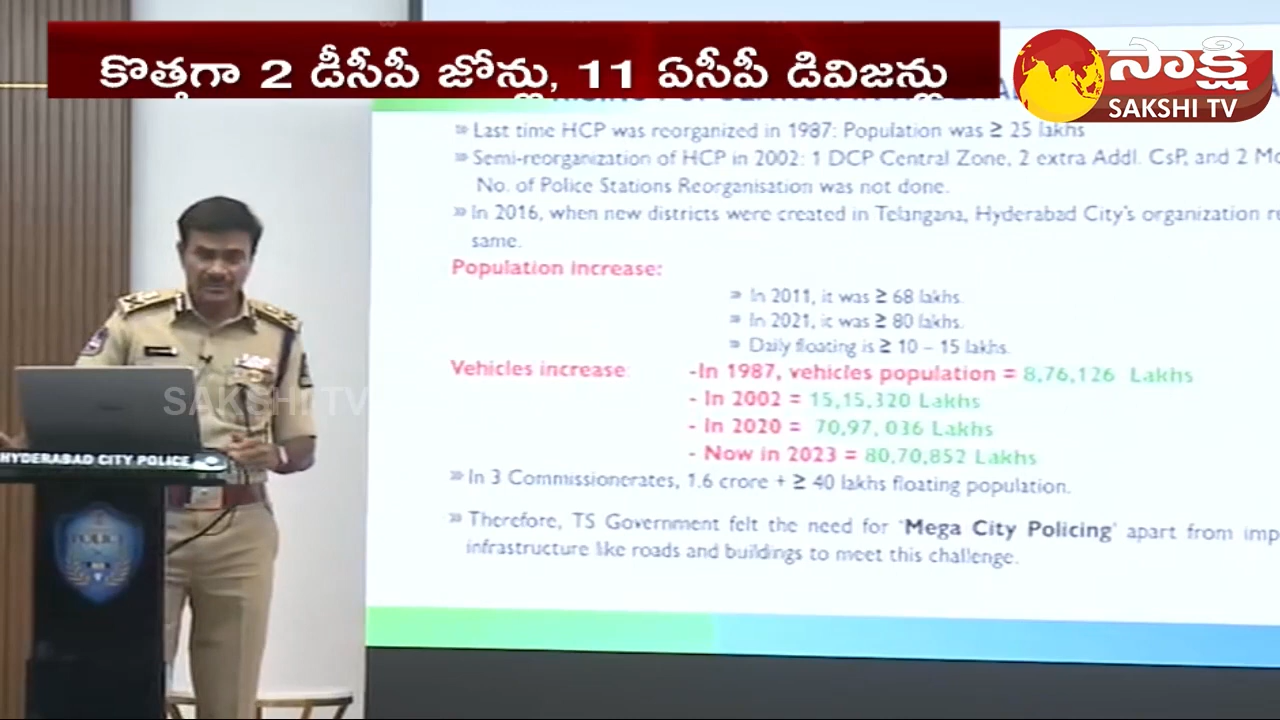 కొత్తగా 2 డీసీపీ జోన్లు, 11 ఏసీపీ డివిజన్లు
సాక్షి
SAKSHI TV
» Last time HCP was reorganized in 1987: Population was ≥ 25 lakhs
» Semi-reorganization of HCP in 2002: 1 DCP Central Zone, 2 extra Addl. CsP, and 2
No. of Police Stations Reorganisation was not done.
» In 2016, when new districts were created in Telangana, Hyderabad City's organization
same.
Population increase:
» In 2011, it was ≥ 68 lakhs.
» In 2021, it was ≥ 80 lakhs.
» Daily floating is ≥ 10 – 15 lakhs.
Vehicles increase: -In 1987, vehicles population = 8,76,126 Lakhs
- In 2002 = 15,15,320 Lakhs
- In 2020 = 70,97, 036 Lakhs
- Now in 2023 = 80,70,852 Lakhs
» In 3 Commissionerates, 1.6 crore + ≥ 40 lakhs floating population.
» Therefore, TS Government felt the need for 'Mega City Policing' apart from
infrastructure like roads and buildings to meet this challenge.
SAKSHI TV
HYDERABAD CITY POLICE
POLICE